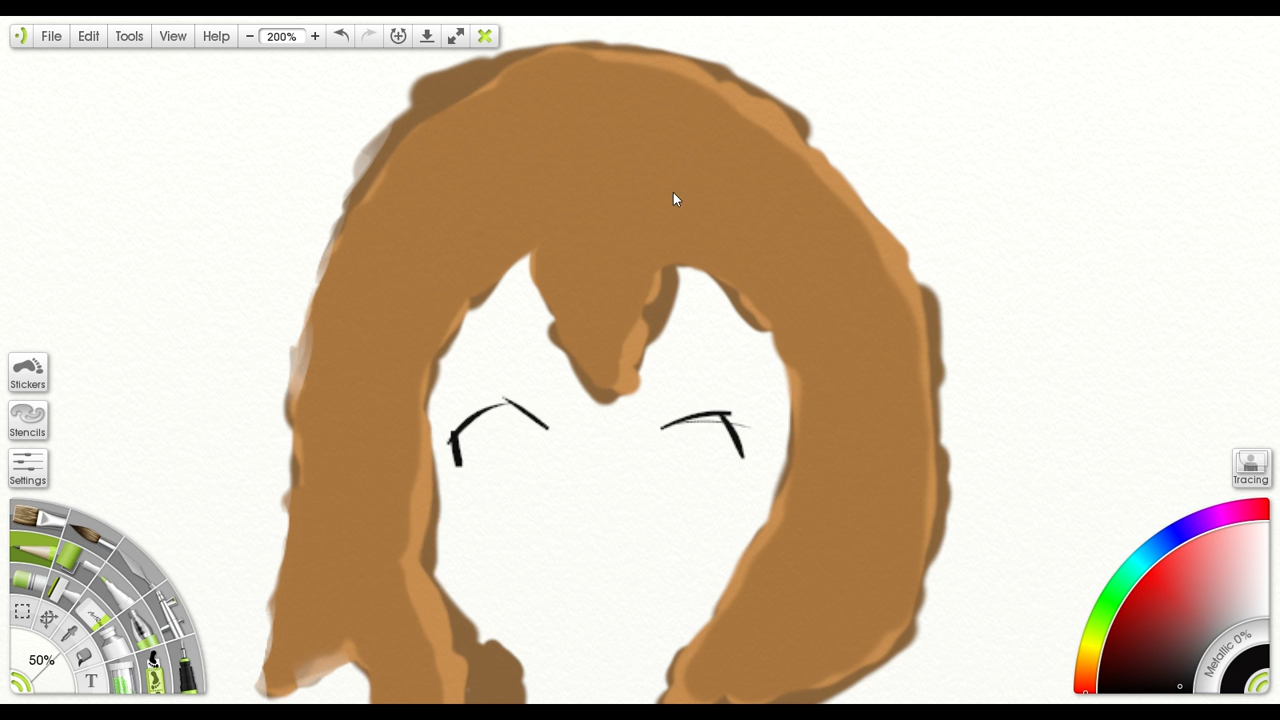 File Edit Tools View Help − 200% +
Stickers
Stencils
Settings
Tracing
50%
T
Metallic 0%